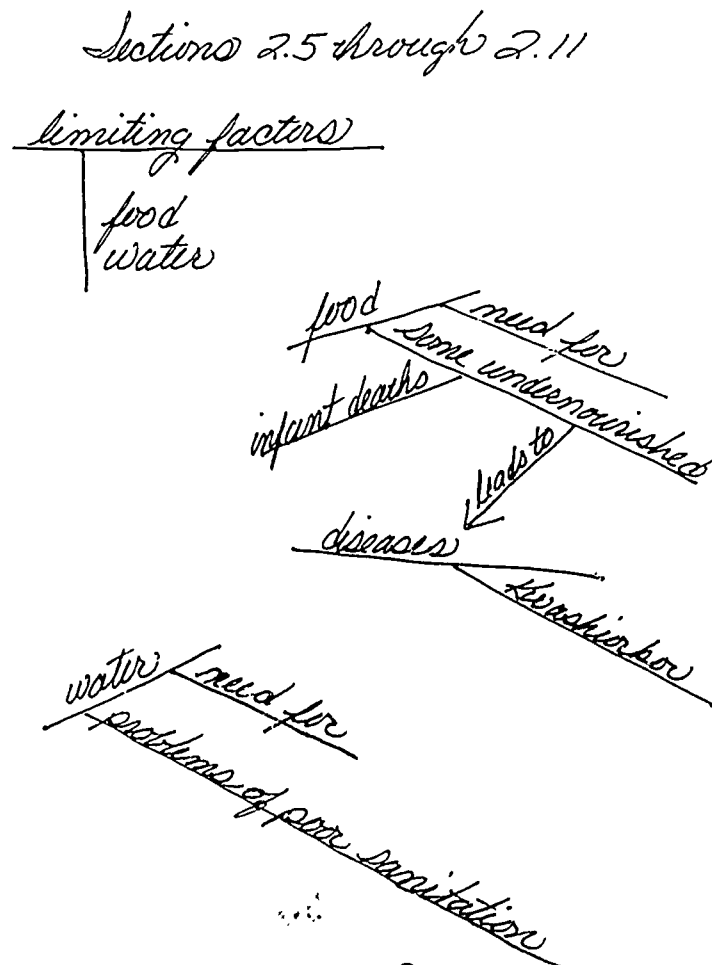 Sections 2.5 through 2.11
limiting factors
food
water
food
need for
some undernourished
infant deaths
leads to
diseases
Kwashiorkor
water
need for
problems of poor sanitation